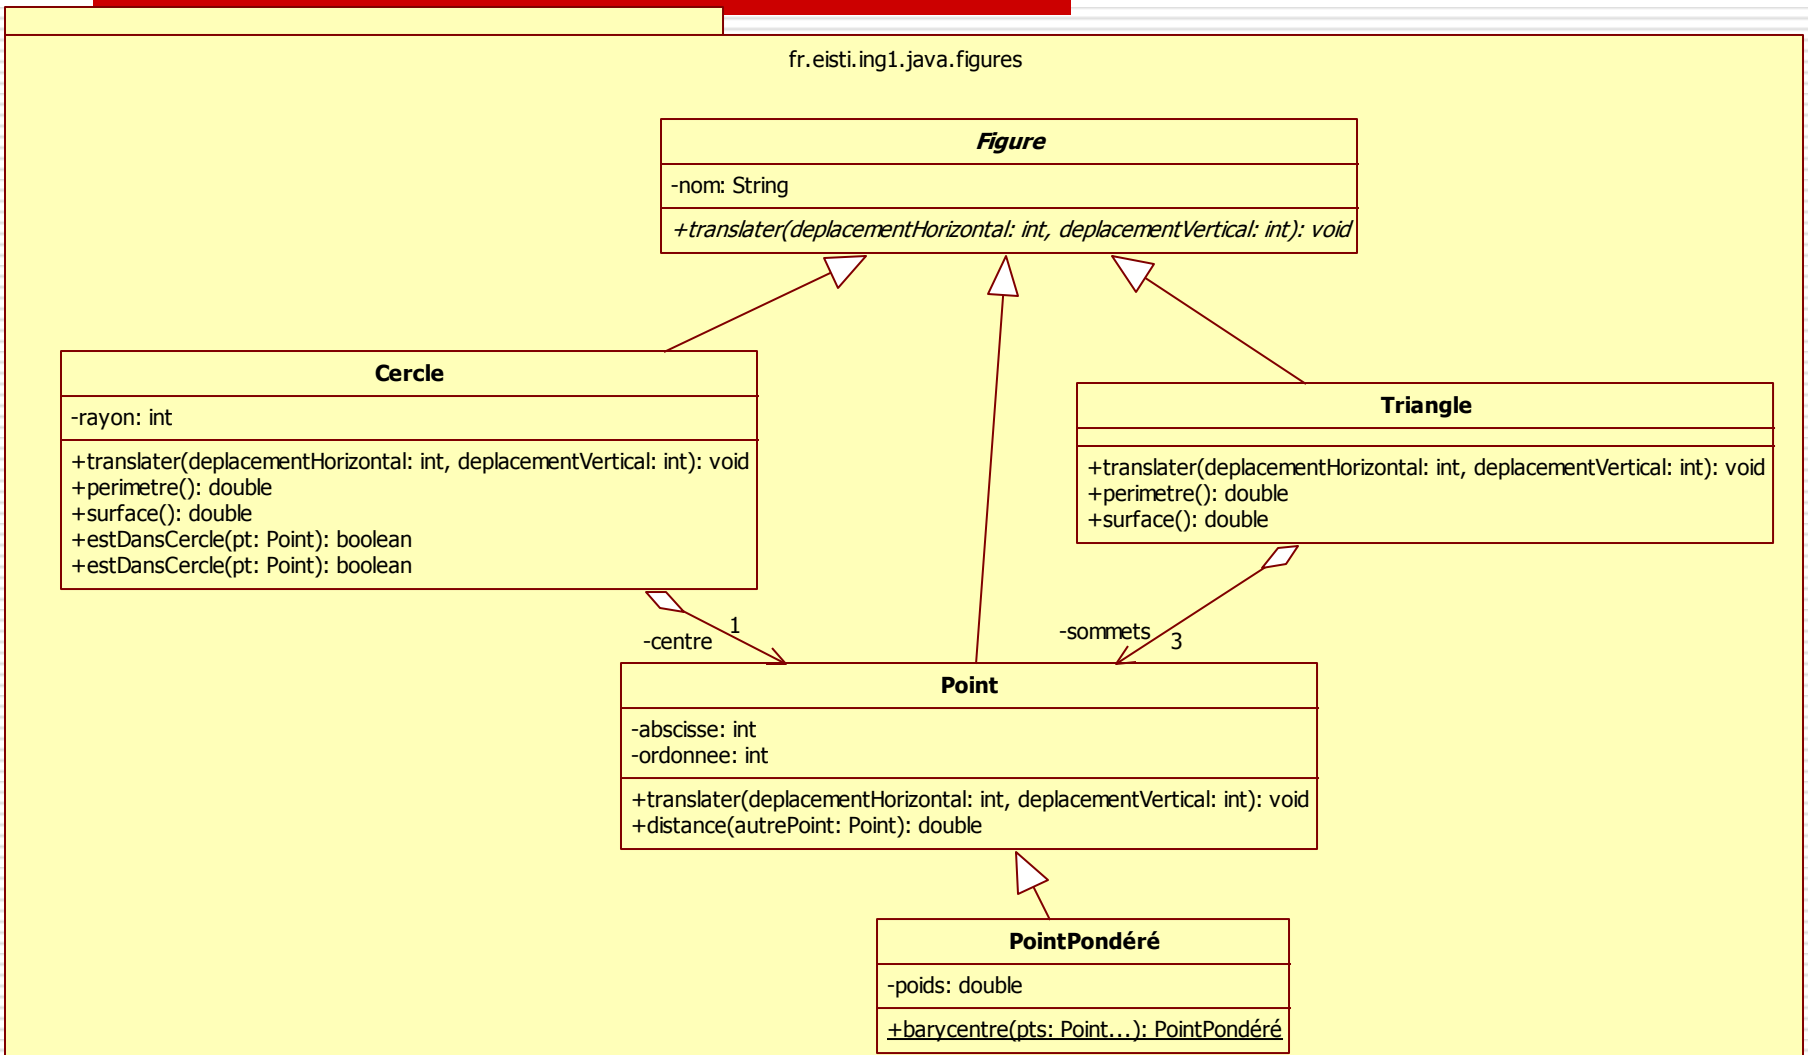 fr.eisti.ing1.java.figures
Figure
-nom: String
+translater(deplacementHorizontal: int, deplacementVertical: int): void
Cercle
-rayon: int
+translater(deplacementHorizontal: int, deplacementVertical: int): void
+perimetre(): double
+surface(): double
+estDansCercle(pt: Point): boolean
+estDansCercle(pt: Point): boolean
Triangle
+translater(deplacementHorizontal: int, deplacementVertical: int): void
+perimetre(): double
+surface(): double
1
-centre
-sommets
3
Point
-abscisse: int
-ordonnee: int
+translater(deplacementHorizontal: int, deplacementVertical: int): void
+distance(autrePoint: Point): double
PointPondéré
-poids: double
+barycentre(pts: Point...): PointPondéré